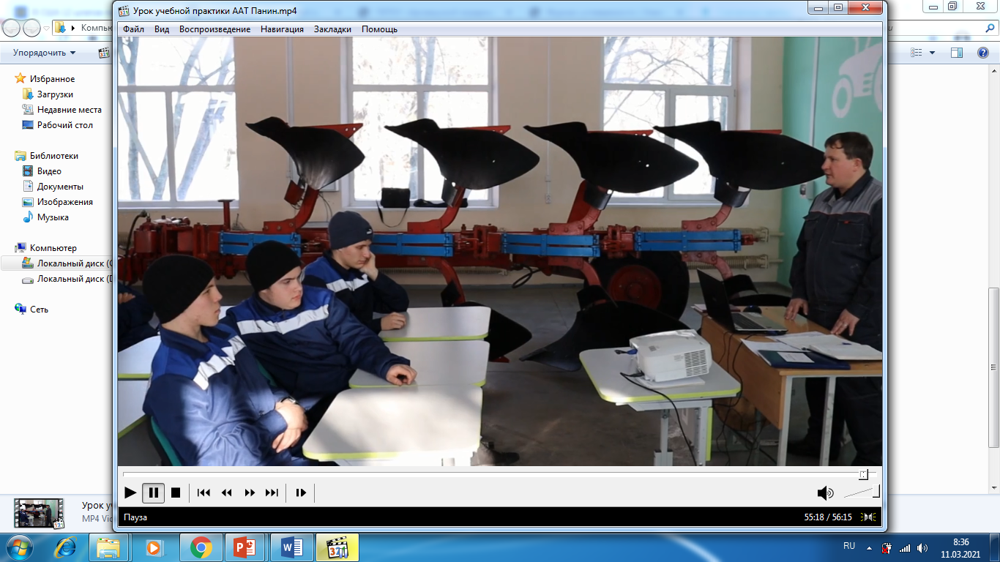 Урок учебной практики ААТ Панин.mp4
Файл Вид Воспроизведение Навигация Закладки Помощь
Упорядочить
Избранное
Загрузки
Недавние места
Рабочий стол
Библиотеки
Видео
Документы
Изображения
Музыка
Компьютер
Локальный диск (
Локальный диск (
Сеть
Урок
MP4
Пауза
55:18 / 56:15
RU
8:36
11.03.2021